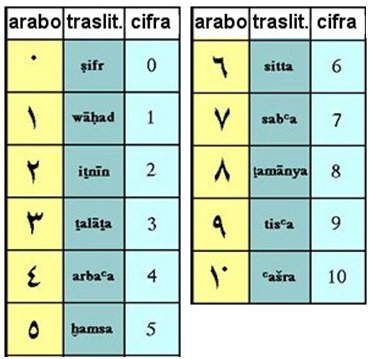 arabo traslit. cifra
٠ ṣifr 0
١ wāḥad 1
٢ iṯnīn 2
٣ ṯalāṯa 3
٤ arbaᶜa 4
٥ ḫamsa 5
arabo traslit. cifra
٦ sitta 6
٧ sabᶜa 7
٨ ṯamānya 8
٩ tisᶜa 9
١٠ ᶜašra 10